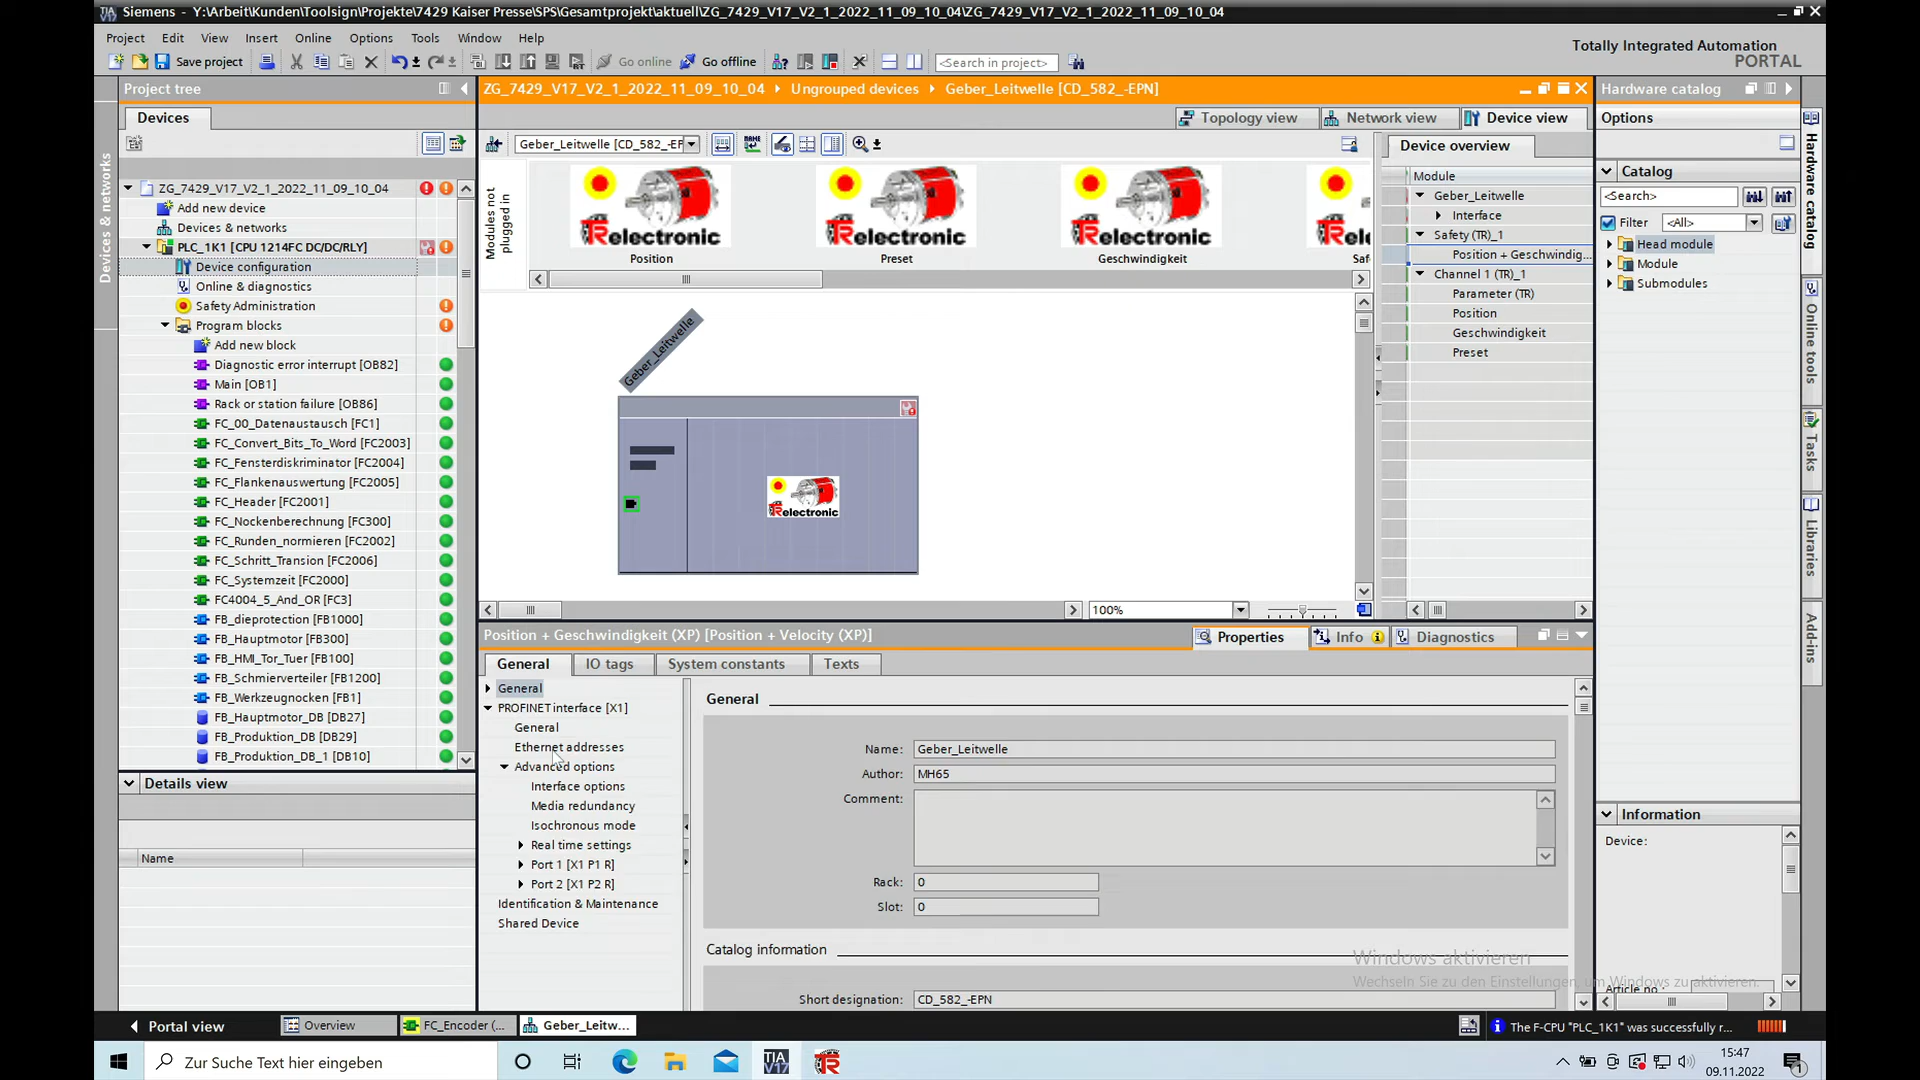 Siemens - Y:\Arbeit\Kunden\Toolsign\Projekte\7429 Kaiser Presse\SPS\Gesamtprojekt\aktuell\ZG_7429_V17_V2_1_2022_11_09_10_04\ZG_7429_V17_V2_1_2022_11_09_10_04
Project Edit View Insert Online Options Tools Window Help
Totally Integrated Automation
PORTAL
Save project
Go online
Go offline
<Search in project>
Project tree
ZG_7429_V17_V2_1_2022_11_09_10_04 Ungrouped devices Geber_Leitwelle [CD_582_-EPN]
Hardware catalog
Devices
Topology view
Network view
Device view
Options
Geber_Leitwelle [CD_582_-EP
Device overview
Devices & networks
ZG_7429_V17_V2_1_2022_11_09_10_04
Add new device
Devices & networks
PLC_1K1 [CPU 1214FC DC/DC/RLY]
Device configuration
Online & diagnostics
Safety Administration
Program blocks
Add new block
Diagnostic error interrupt [OB82]
Main [OB1]
Rack or station failure [OB86]
FC_00_Datenaustausch [FC1]
FC_Convert_Bits_To_Word [FC2003]
FC_Fensterdiskriminator [FC2004]
FC_Flankenauswertung [FC2005]
FC_Header [FC2001]
FC_Nockenberechnung [FC300]
FC_Runden_normieren [FC2002]
FC_Schritt_Transion [FC2006]
FC_Systemzeit [FC2000]
FC4004_5_And_OR [FC3]
FB_dieprotection [FB1000]
FB_Hauptmotor [FB300]
FB_HMI_Tor_Tuer [FB100]
FB_Schmierverteiler [FB1200]
FB_Werkzeugnocken [FB1]
FB_Hauptmotor_DB [DB27]
FB_Produktion_DB [DB29]
FB_Produktion_DB_1 [DB10]
Details view
Name
Modules not
plugged in
TRelectronic
TRelectronic
TRelectronic
Position
Preset
Geschwindigkeit
Saf
Geber_Leitwelle
TRelectronic
100%
Module
Geber_Leitwelle
Interface
Safety (TR)_1
Position + Geschwindig...
Channel 1 (TR)_1
Parameter (TR)
Position
Geschwindigkeit
Preset
Catalog
<Search>
Filter
<All>
Head module
Module
Submodules
Hardware catalog
Online tools
Tasks
Libraries
Add-ins
Position + Geschwindigkeit (XP) [Position + Velocity (XP)]
Properties
Info
Diagnostics
General
IO tags
System constants
Texts
General
PROFINET interface [X1]
General
Ethernet addresses
Advanced options
Interface options
Media redundancy
Isochronous mode
Real time settings
Port 1 [X1 P1 R]
Port 2 [X1 P2 R]
Identification & Maintenance
Shared Device
General
Name: Geber_Leitwelle
Author: MH65
Comment:
Rack: 0
Slot: 0
Catalog information
Short designation: CD_582_-EPN
Information
Device:
Windows aktivieren
Wechseln Sie zu den Einstellungen, um Windows zu aktivieren.
Portal view
Overview
FC_Encoder (...
Geber_Leitw...
The F-CPU "PLC_1K1" was successfully r...
Zur Suche Text hier eingeben
TIA
V17
15:47
09.11.2022
1